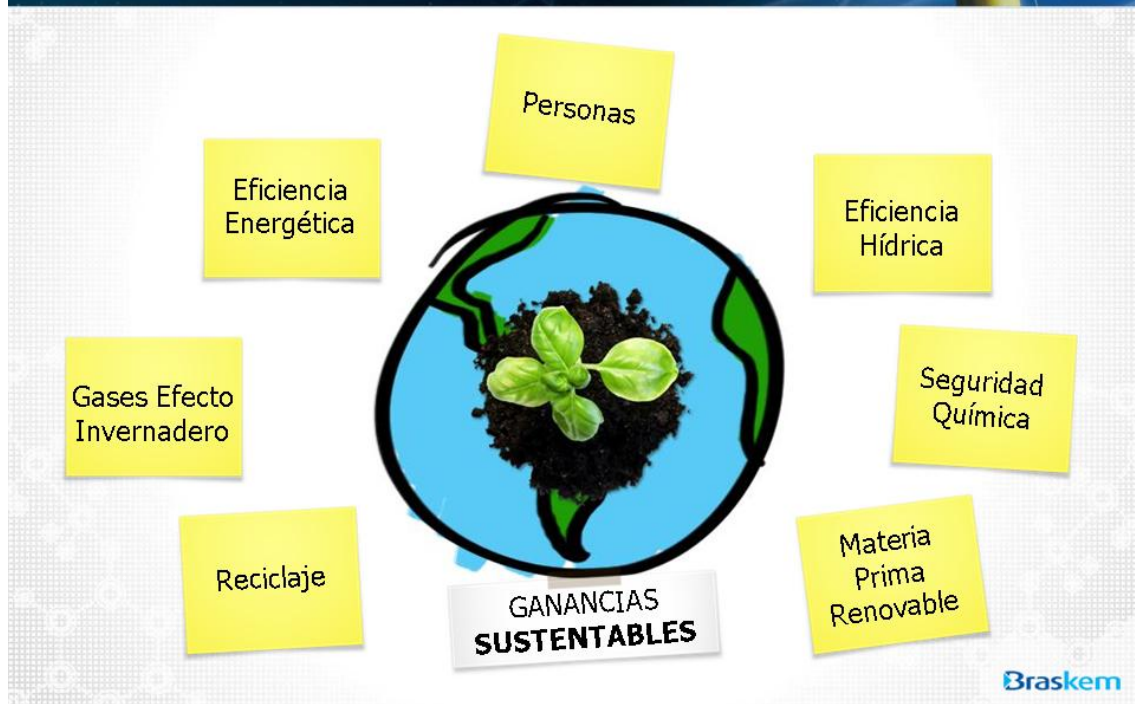 Personas
Eficiencia
Energética
Eficiencia
Hídrica
Gases Efecto
Invernadero
Seguridad
Química
Reciclaje
Materia
Prima
Renovable
GANANCIAS
SUSTENTABLES
Braskem